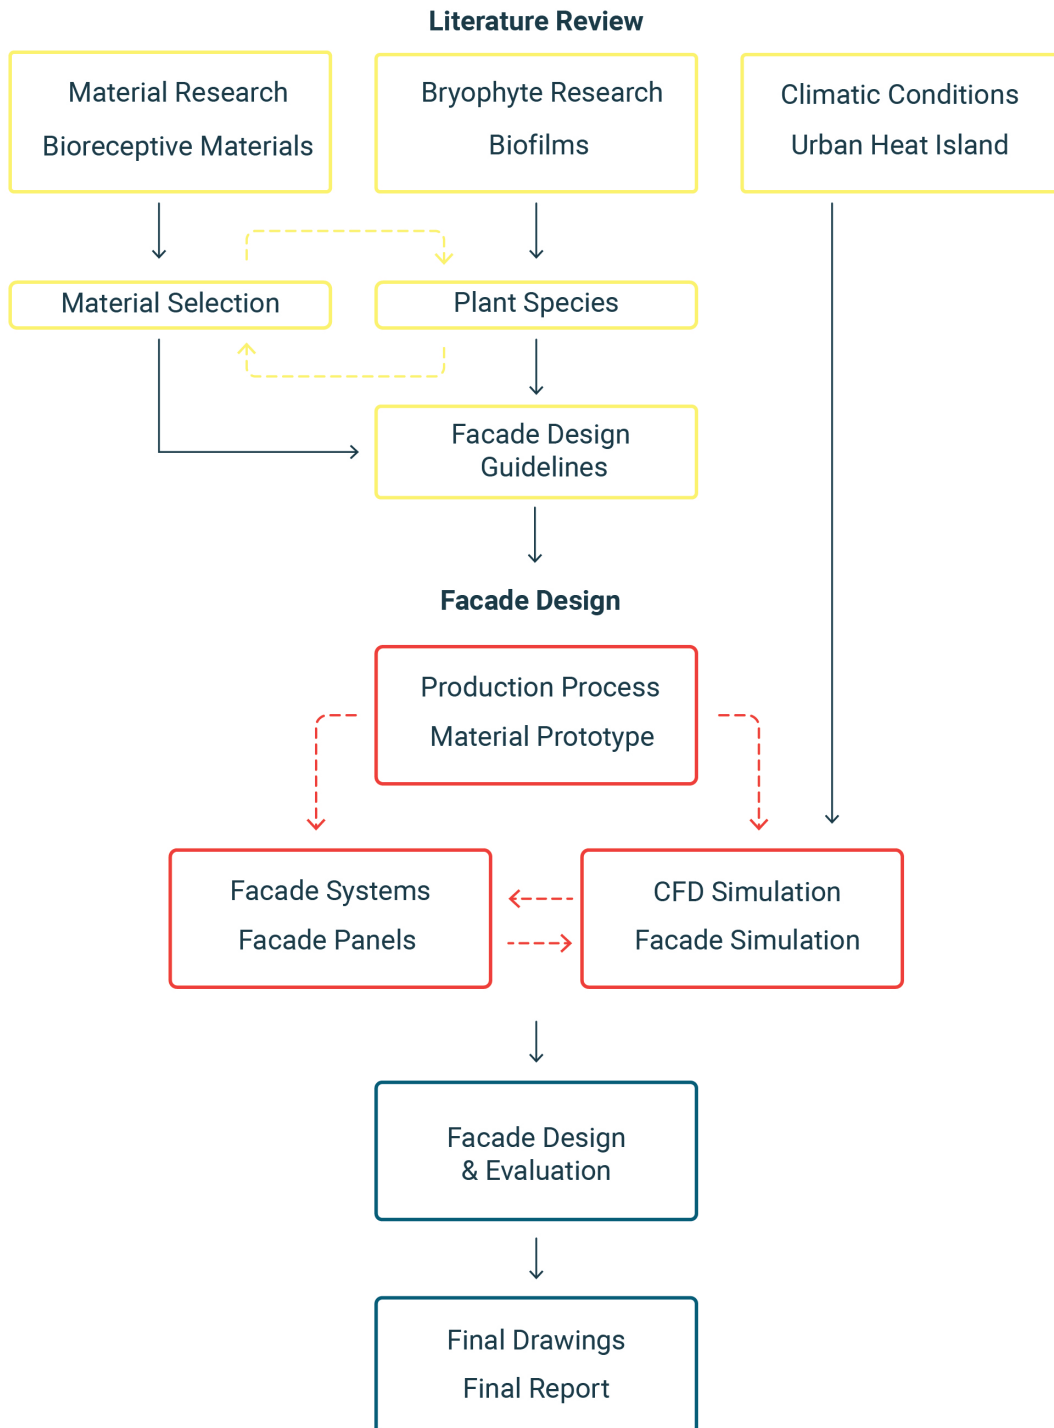 Literature Review
Material Research
Bioreceptive Materials
Bryophyte Research
Biofilms
Climatic Conditions
Urban Heat Island
Material Selection
Plant Species
Facade Design
Guidelines
Facade Design
Production Process
Material Prototype
Facade Systems
Facade Panels
CFD Simulation
Facade Simulation
Facade Design
& Evaluation
Final Drawings
Final Report